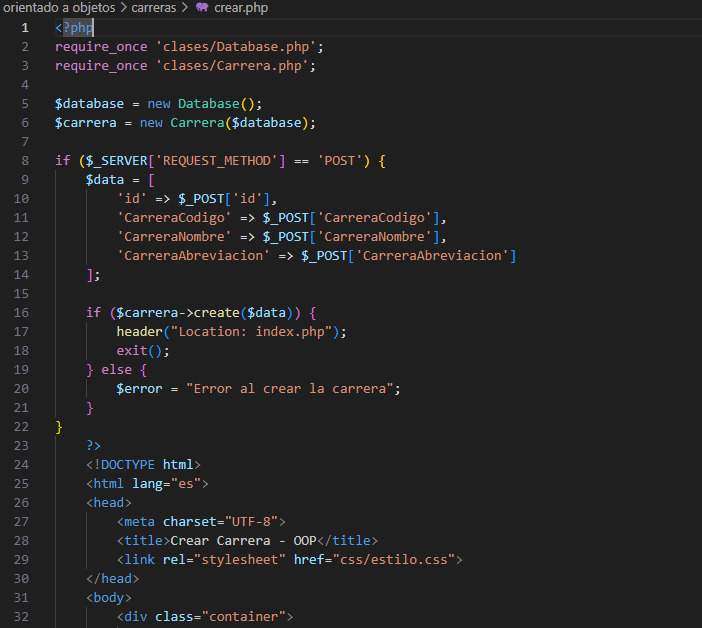 orientado a objetos > carreras > crear.php
1 <?php
2 require_once 'clases/Database.php';
3 require_once 'clases/Carrera.php';
4
5 $database = new Database();
6 $carrera = new Carrera($database);
7
8 if ($_SERVER['REQUEST_METHOD'] == 'POST') {
9     $data = [
10         'id' => $_POST['id'],
11         'CarreraCodigo' => $_POST['CarreraCodigo'],
12         'CarreraNombre' => $_POST['CarreraNombre'],
13         'CarreraAbreviacion' => $_POST['CarreraAbreviacion']
14     ];
15
16     if ($carrera->create($data)) {
17         header("Location: index.php");
18         exit();
19     } else {
20         $error = "Error al crear la carrera";
21     }
22 }
23     ?>
24     <!DOCTYPE html>
25     <html lang="es">
26     <head>
27         <meta charset="UTF-8">
28         <title>Crear Carrera - OOP</title>
29         <link rel="stylesheet" href="css/estilo.css">
30     </head>
31     <body>
32         <div class="container">